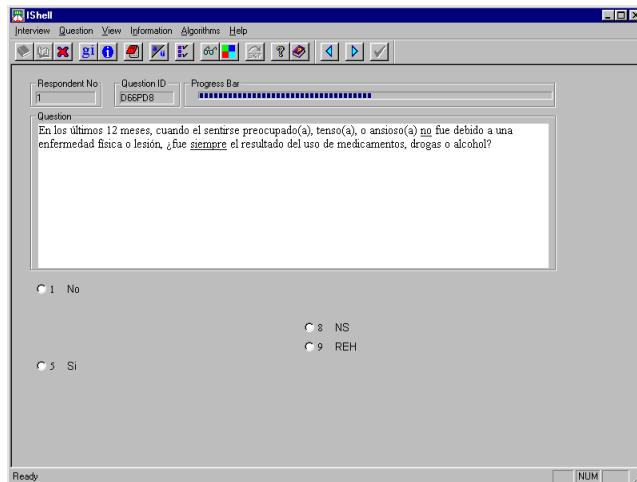 IShell
Interview Question View Information Algorithms Help
gi
Respondent No
1
Question ID
D66PD8
Progress Bar
Question
En los últimos 12 meses, cuando el sentirse preocupado(a), tenso(a), o ansioso(a) no fue debido a una
enfermedad física o lesión, ¿fue siempre el resultado del uso de medicamentos, drogas o alcohol?
1 No
8 NS
9 REH
5 Si
Ready
NUM